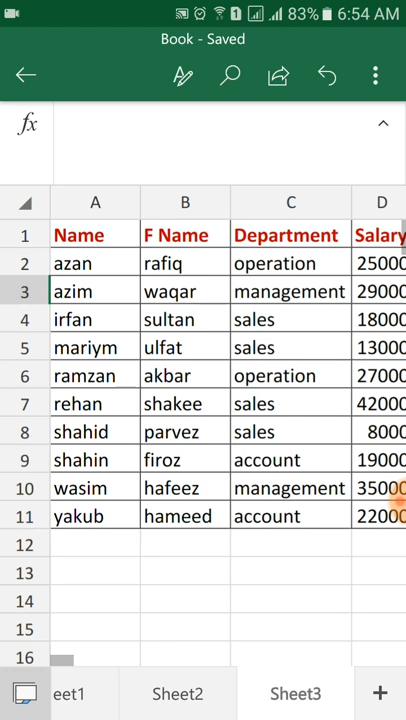 1 83% 6:54 AM
Book - Saved
fx
A B C D
1 Name F Name Department Salary
2 azan rafiq operation 25000
3 azim waqar management 29000
4 irfan sultan sales 18000
5 mariym ulfat sales 13000
6 ramzan akbar operation 27000
7 rehan shakee sales 42000
8 shahid parvez sales 8000
9 shahin firoz account 19000
10 wasim hafeez management 35000
11 yakub hameed account 22000
12
13
14
15
16
eet1 Sheet2 Sheet3 +